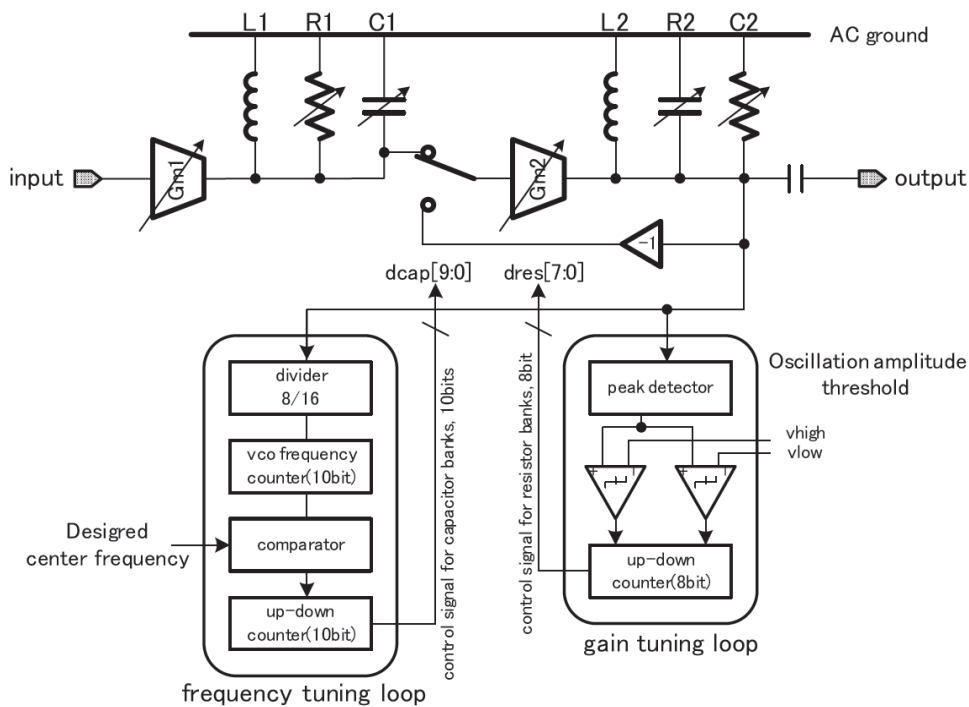 L1 R1 C1 L2 R2 C2
AC ground
input
Gm1
Gm2
output
-1
dcap[9:0]
dres[7:0]
divider
8/16
vco frequency
counter(10bit)
Desigred
center frequency
comparator
up-down
counter(10bit)
frequency tuning loop
control signal for capacitor banks, 10bits
control signal for resistor banks, 8bit
peak detector
Oscillation amplitude
threshold
vhigh
vlow
+ -
+ -
up-down
counter(8bit)
gain tuning loop